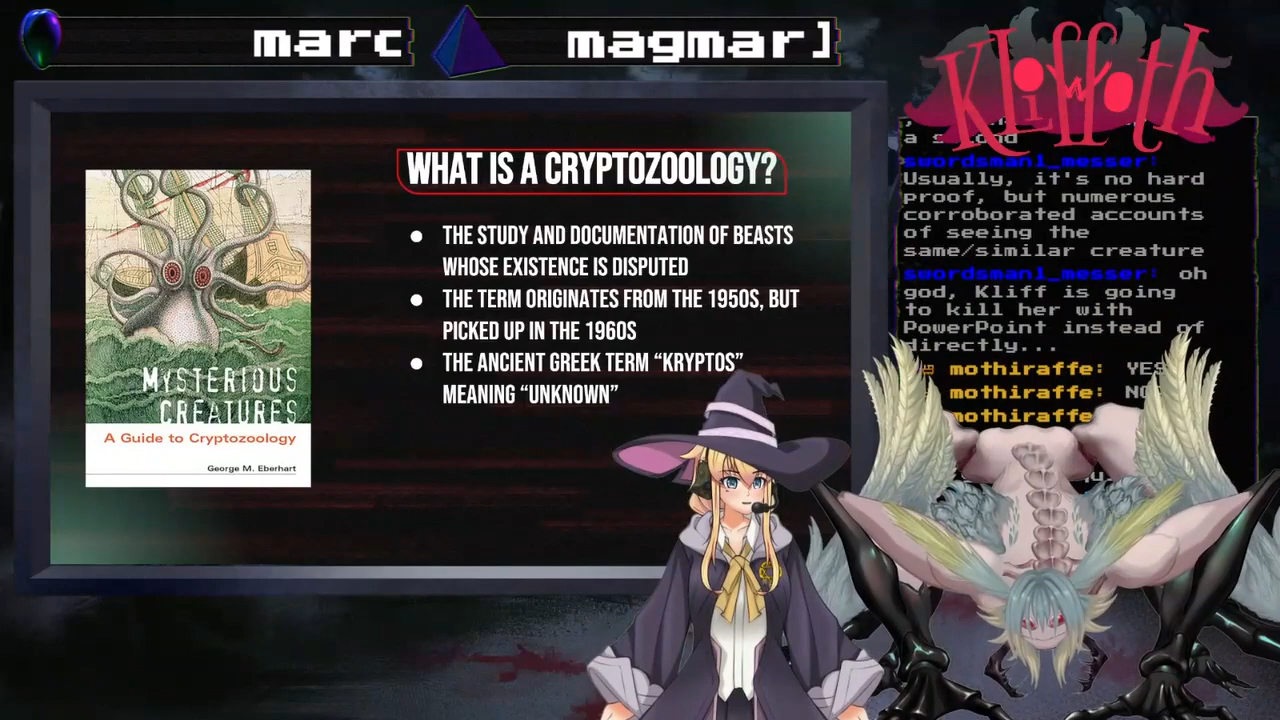 marc
magmar]
Kliffoth
WHAT IS A CRYPTOZOOLOGY?
● THE STUDY AND DOCUMENTATION OF BEASTS
WHOSE EXISTENCE IS DISPUTED
● THE TERM ORIGINATES FROM THE 1950S, BUT
PICKED UP IN THE 1960S
● THE ANCIENT GREEK TERM “KRYPTOS”
MEANING “UNKNOWN”
MYSTERIOUS
CREATURES
A Guide to Cryptozoology
George M. Eberhart
a
swordsman1_messer:
Usually, it's no hard
proof, but numerous
corroborated accounts
of seeing the
same/similar creature
swordsman1_messer: oh
god, Kliff is going
to kill her with
PowerPoint instead of
directly...
mothiraffe: YES
mothiraffe: NO
mothiraffe